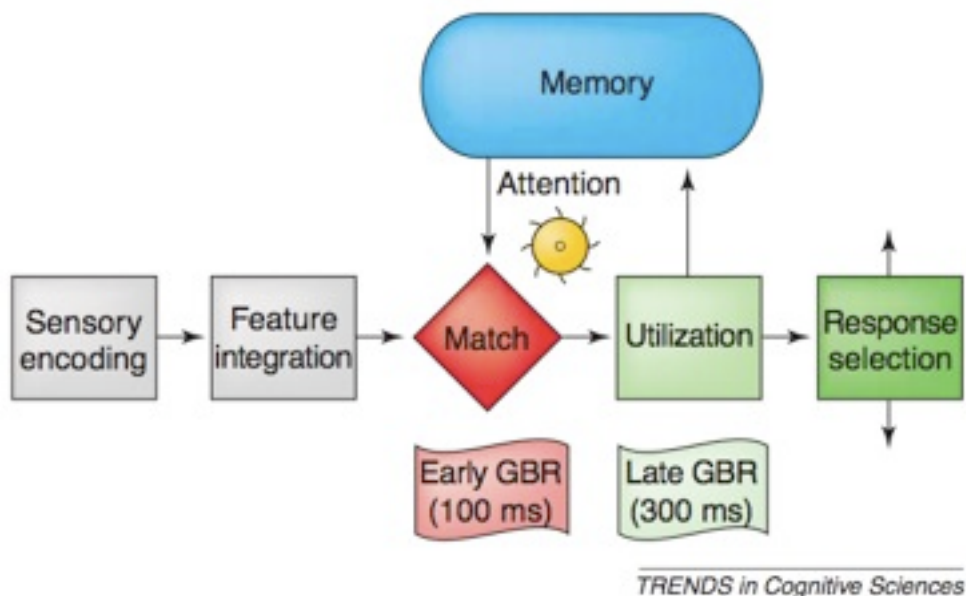 Memory
Attention
Sensory
encoding
Feature
integration
Match
Utilization
Response
selection
Early GBR
(100 ms)
Late GBR
(300 ms)
TRENDS in Cognitive Sciences